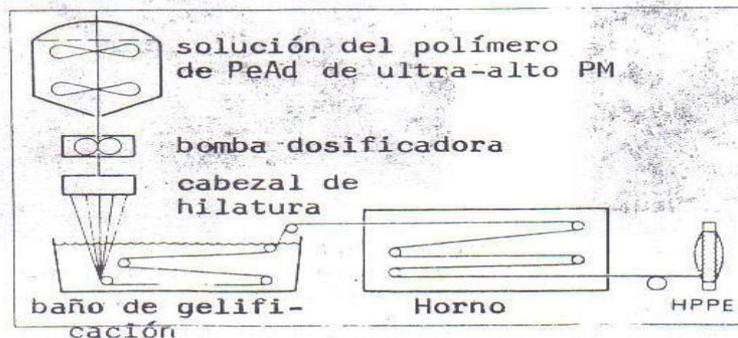 solución del polímero
de PeAd de ultra-alto PM
bomba dosificadora
cabezal de
hilatura
baño de gelifi-
cación
Horno
HPPE